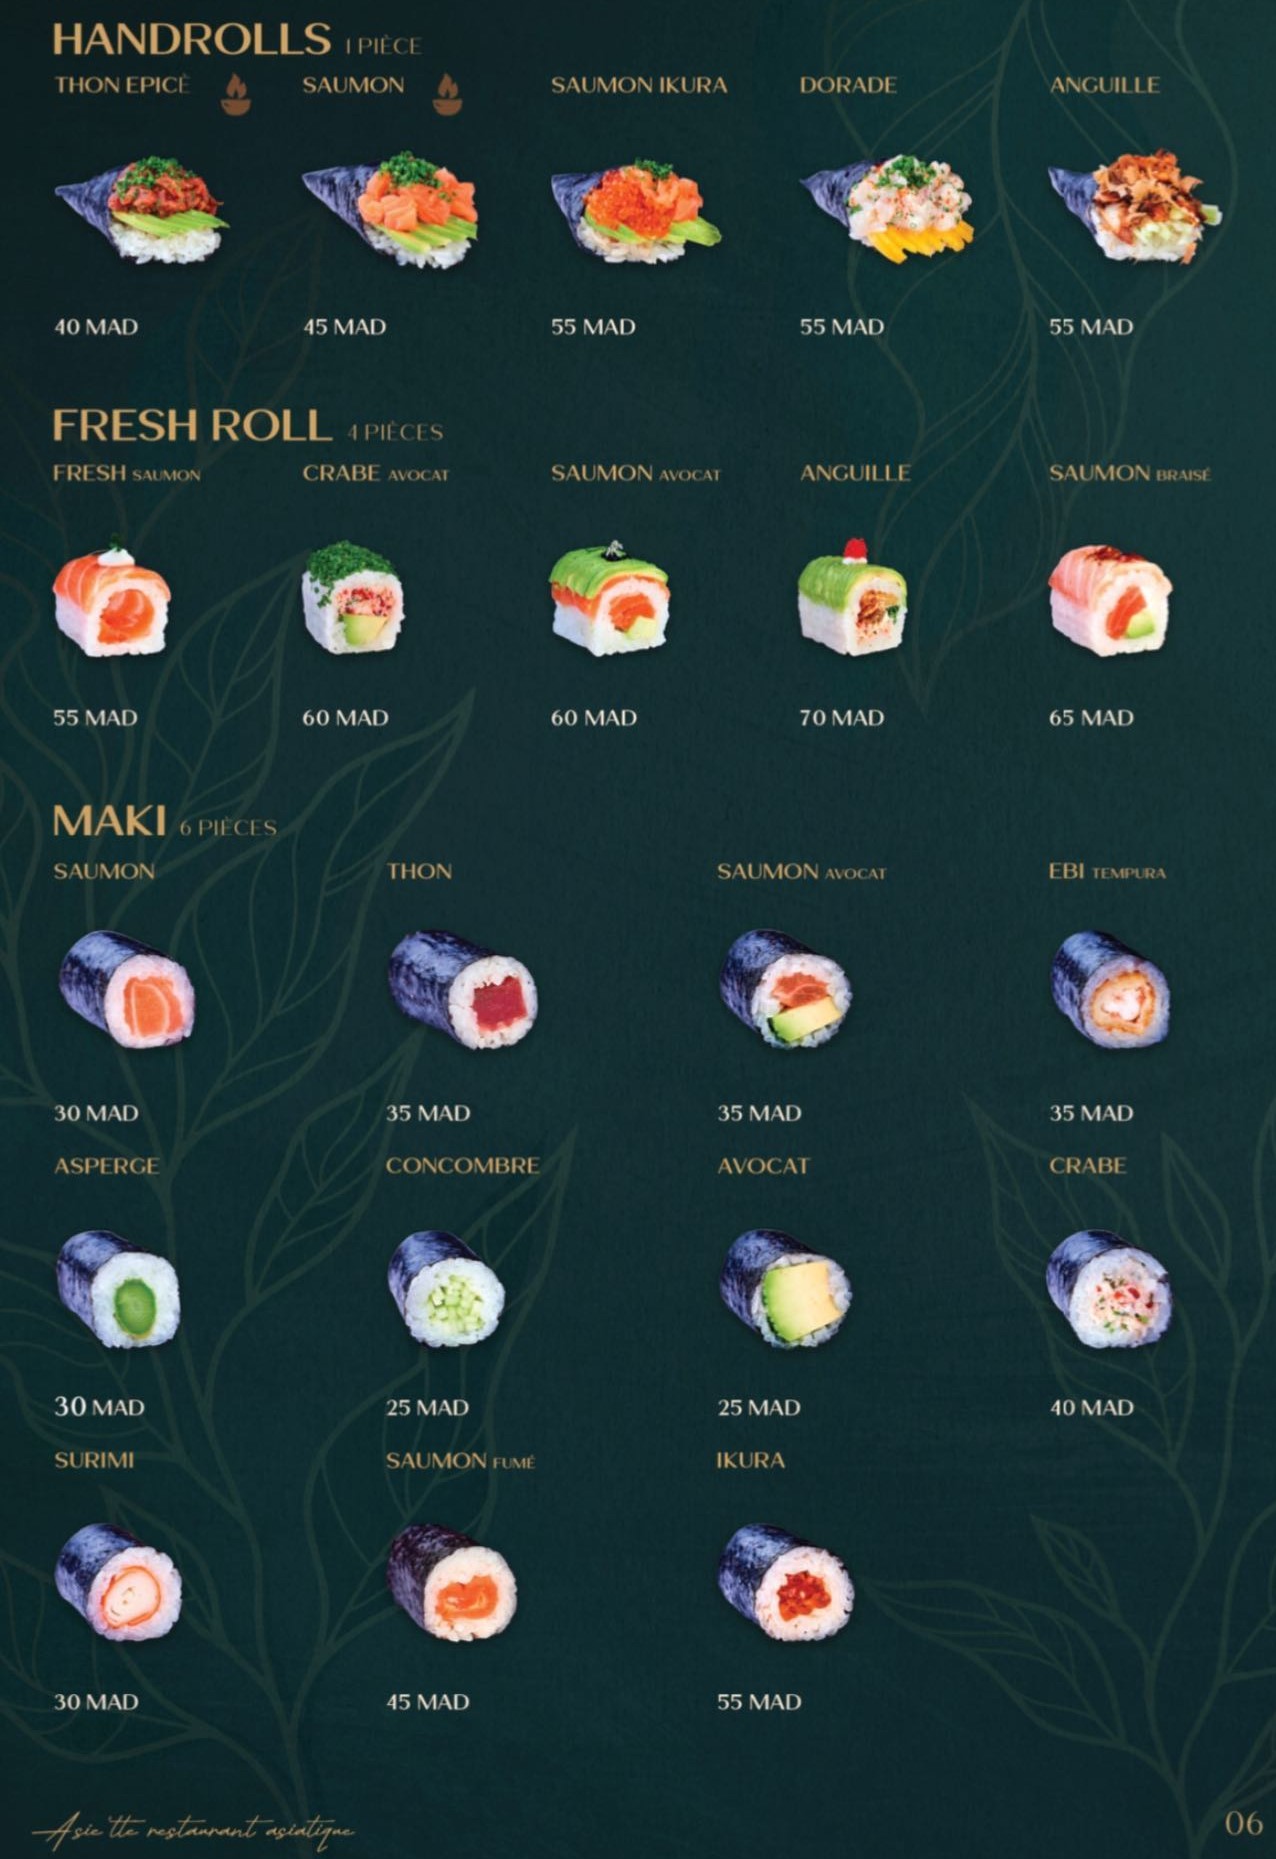 HANDROLLS 1 PIÈCE
THON EPICÈ SAUMON SAUMON IKURA DORADE ANGUILLE
40 MAD 45 MAD 55 MAD 55 MAD 55 MAD
FRESH ROLL 4 PIÈCES
FRESH SAUMON CRABE AVOCAT SAUMON AVOCAT ANGUILLE SAUMON BRAISÉ
55 MAD 60 MAD 60 MAD 70 MAD 65 MAD
MAKI 6 PIÈCES
SAUMON THON SAUMON AVOCAT EBI TEMPURA
30 MAD 35 MAD 35 MAD 35 MAD
ASPERGE CONCOMBRE AVOCAT CRABE
30 MAD 25 MAD 25 MAD 40 MAD
SURIMI SAUMON FUMÉ IKURA
30 MAD 45 MAD 55 MAD
Asie'tte restaurant asiatique 06